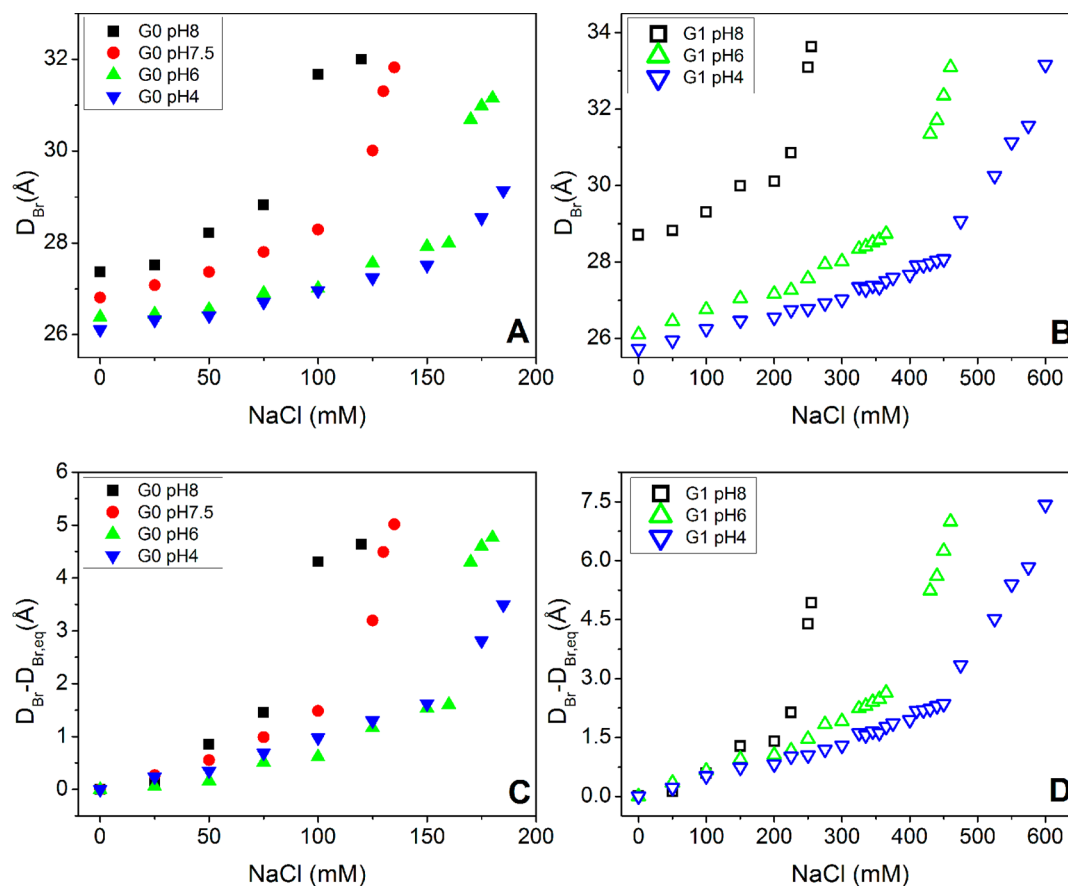 G0 pH8
G0 pH7.5
G0 pH6
G0 pH4
32
30
28
26
D_Br(Å)
0 50 100 150 200
NaCl (mM)
A
G1 pH8
G1 pH6
G1 pH4
34
32
30
28
26
D_Br(Å)
0 100 200 300 400 500 600
NaCl (mM)
B
G0 pH8
G0 pH7.5
G0 pH6
G0 pH4
6
5
4
3
2
1
0
D_Br-D_Br,eq(Å)
0 50 100 150 200
NaCl (mM)
C
G1 pH8
G1 pH6
G1 pH4
7.5
6.0
4.5
3.0
1.5
0.0
D_Br-D_Br,eq(Å)
0 100 200 300 400 500 600
NaCl (mM)
D